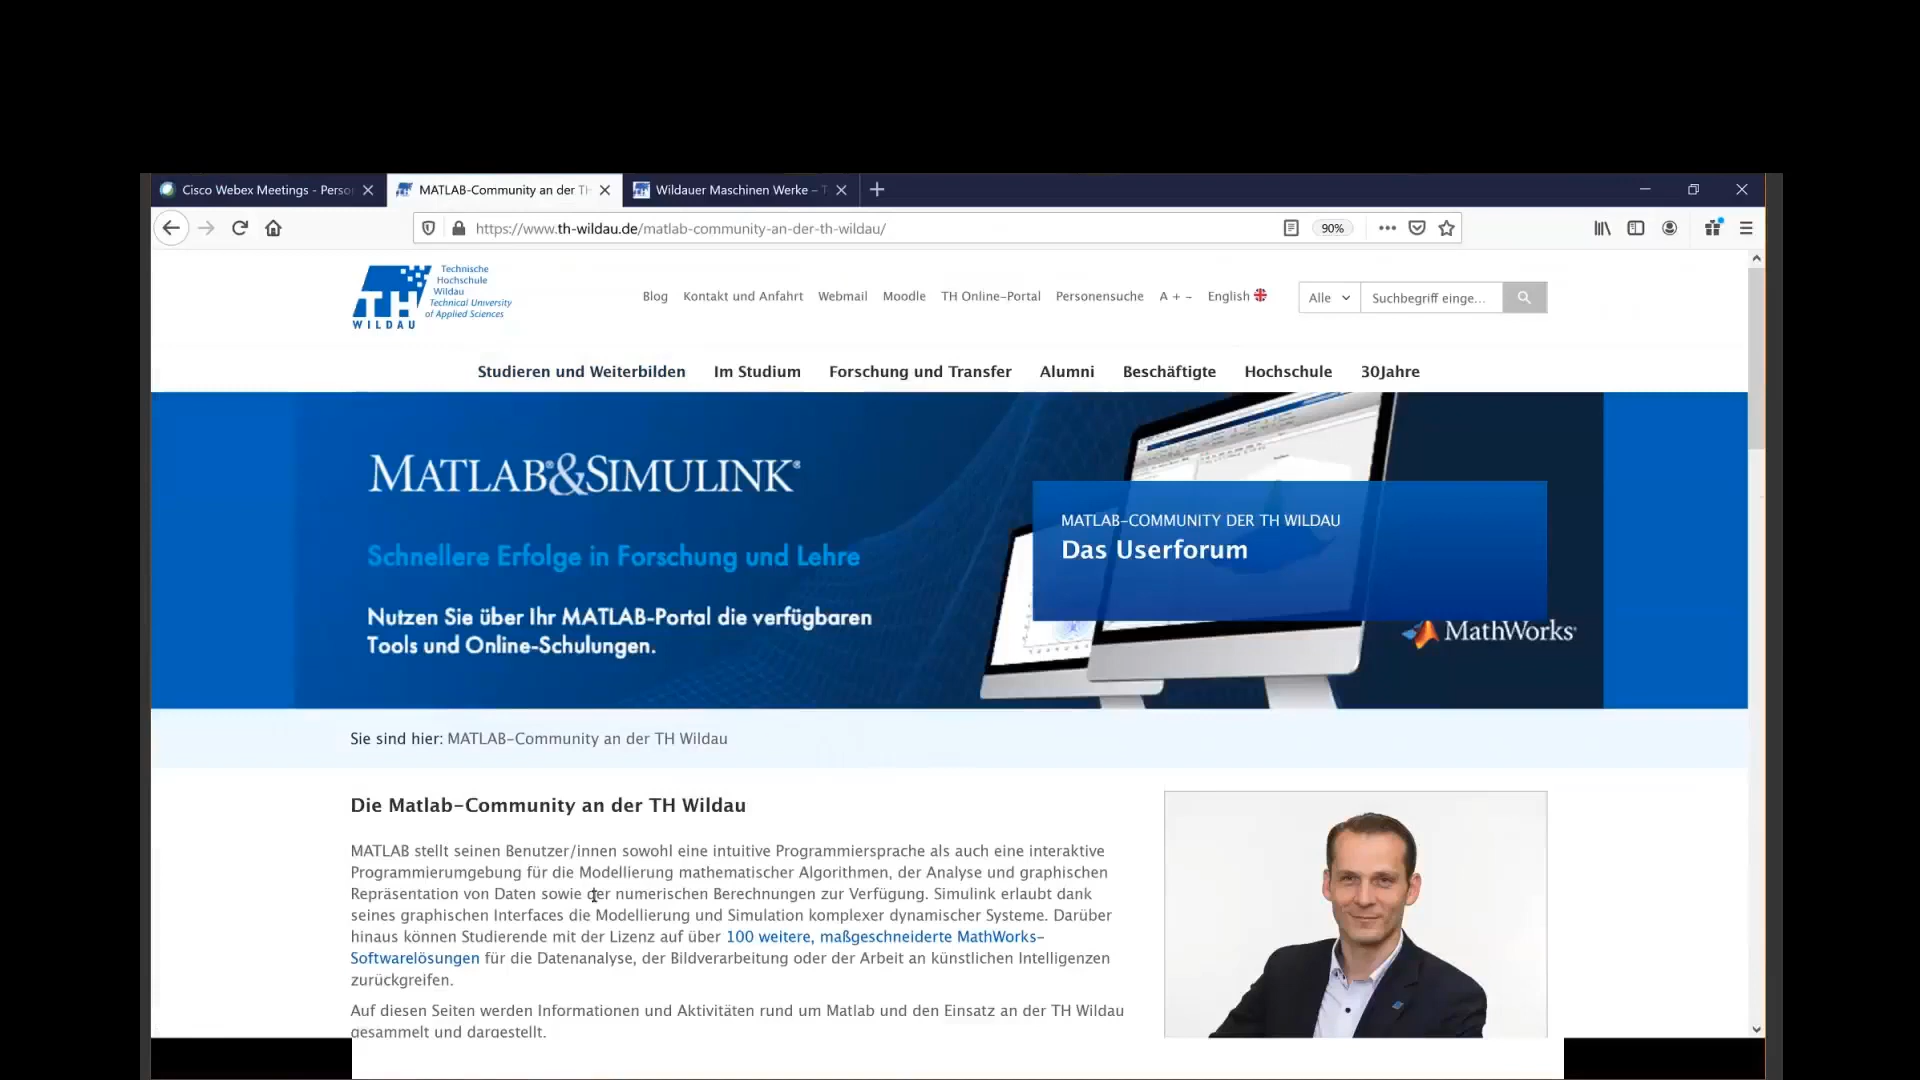 Cisco Webex Meetings - Perso
MATLAB-Community an der TH
Wildauer Maschinen Werke – T
https://www.th-wildau.de/matlab-community-an-der-th-wildau/
90%
Technische
Hochschule
Wildau
Technical University
of Applied Sciences
TH
WILDAU
Blog Kontakt und Anfahrt Webmail Moodle TH Online-Portal Personensuche A + - English
Alle
Suchbegriff einge...
Studieren und Weiterbilden Im Studium Forschung und Transfer Alumni Beschäftigte Hochschule 30Jahre
MATLAB®&SIMULINK®
Schnellere Erfolge in Forschung und Lehre
Nutzen Sie über Ihr MATLAB-Portal die verfügbaren
Tools und Online-Schulungen.
MATLAB-COMMUNITY DER TH WILDAU
Das Userforum
MathWorks®
Sie sind hier: MATLAB-Community an der TH Wildau
Die Matlab-Community an der TH Wildau
MATLAB stellt seinen Benutzer/innen sowohl eine intuitive Programmiersprache als auch eine interaktive
Programmierumgebung für die Modellierung mathematischer Algorithmen, der Analyse und graphischen
Repräsentation von Daten sowie der numerischen Berechnungen zur Verfügung. Simulink erlaubt dank
seines graphischen Interfaces die Modellierung und Simulation komplexer dynamischer Systeme. Darüber
hinaus können Studierende mit der Lizenz auf über 100 weitere, maßgeschneiderte MathWorks-
Softwarelösungen für die Datenanalyse, der Bildverarbeitung oder der Arbeit an künstlichen Intelligenzen
zurückgreifen.
Auf diesen Seiten werden Informationen und Aktivitäten rund um Matlab und den Einsatz an der TH Wildau
gesammelt und dargestellt.